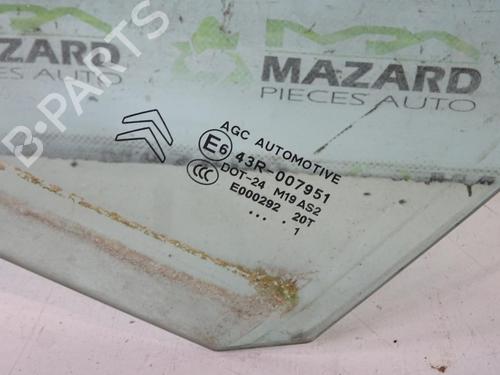 MAZARD
PIECES AUTO
MAZARD
PIECES AUTO
B-Parts
AGC AUTOMOTIVE
E6 43R-007951
CCC DOT-24 M19 AS2
E000292 20T
.... . 1